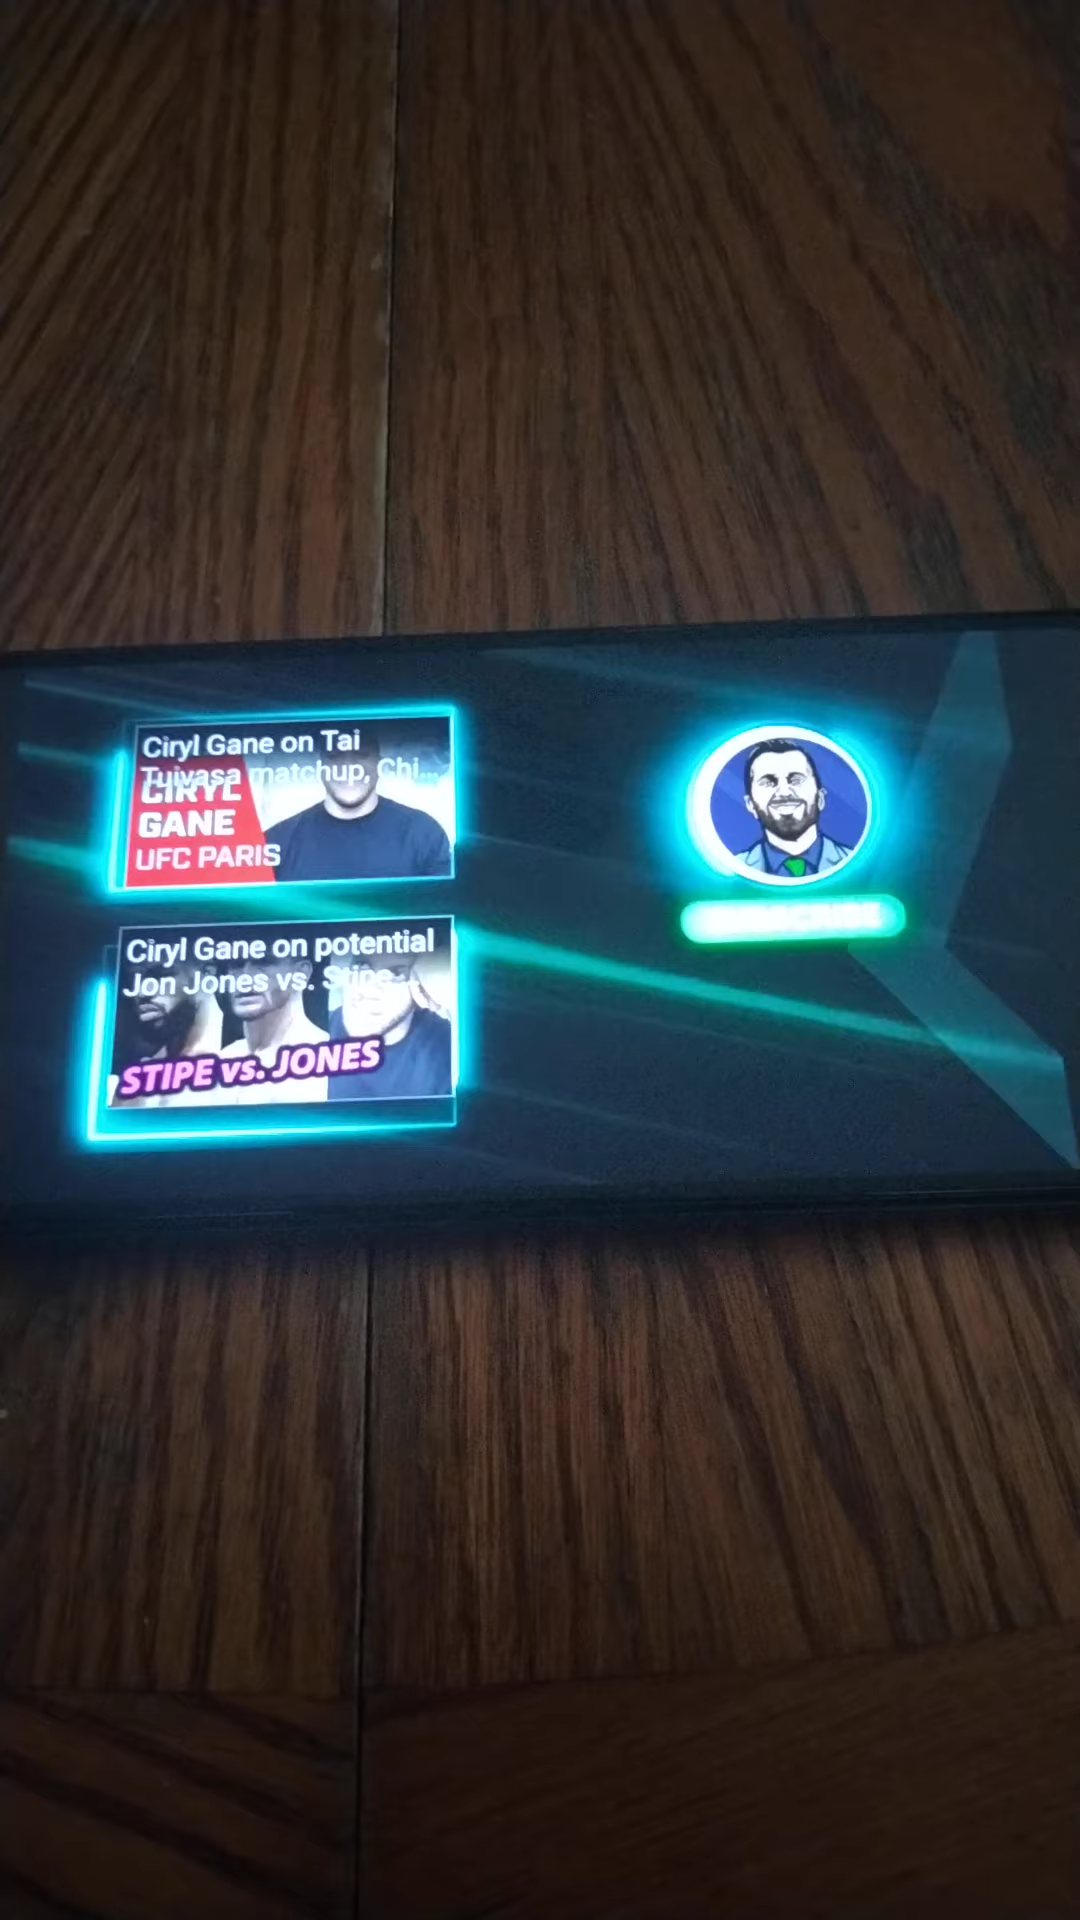 Ciryl Gane on Tai
Tuivasa matchup, Chi...
CIRYL
GANE
UFC PARIS
Ciryl Gane on potential
Jon Jones vs. Stipe...
STIPE vs. JONES